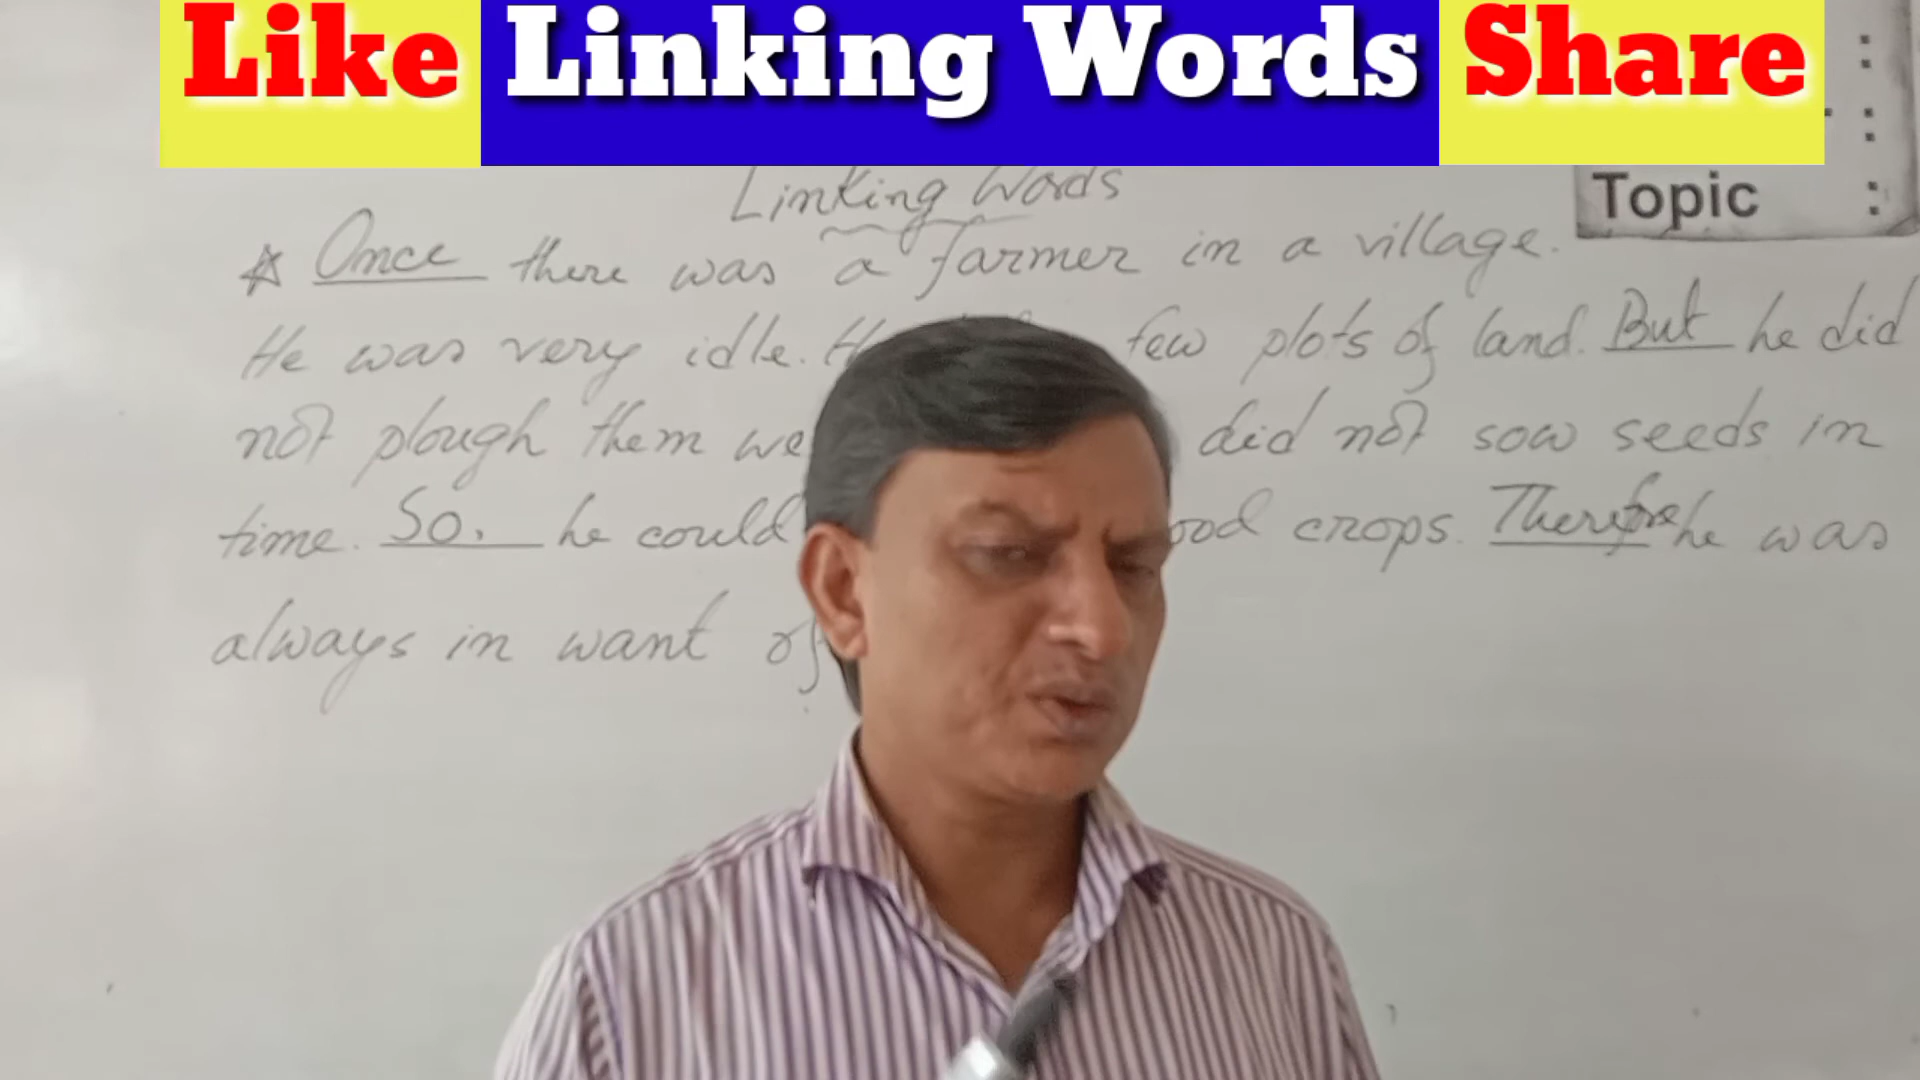 Like Linking Words Share
Topic :
Linking Words
Once there was a farmer in a village.
He was very idle. few plots of land. But he did
not plough them did not sow seeds in
time. So, he could crops. Therefore he was
always in want of